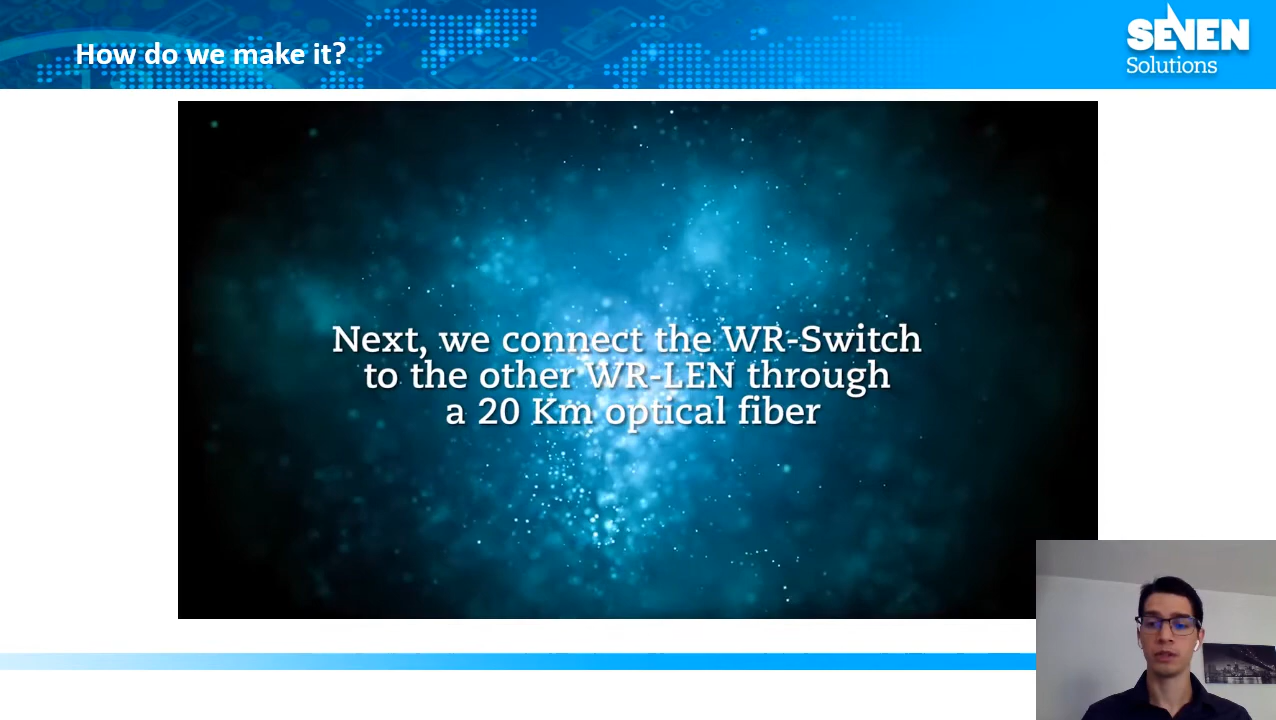 How do we make it?
SEVEN
Solutions
Next, we connect the WR-Switch
to the other WR-LEN through
a 20 Km optical fiber